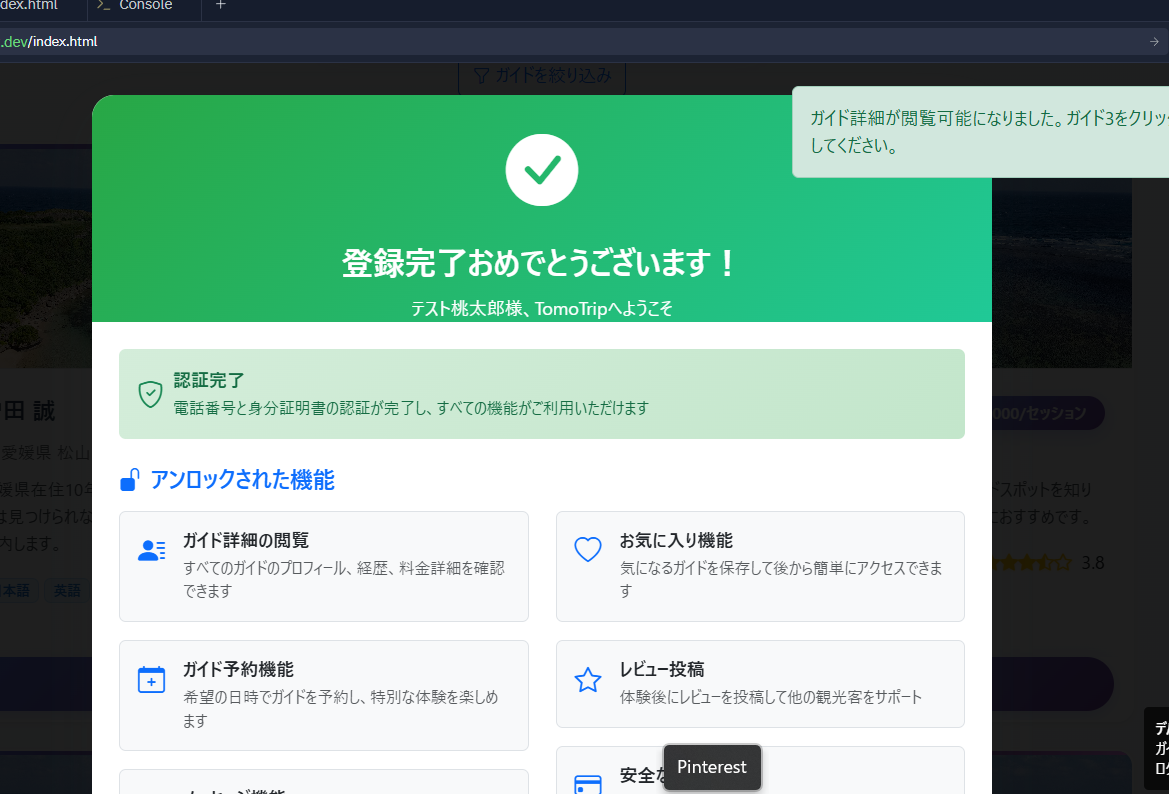 dex.html
Console
.dev/index.html
ガイドを絞り込み
ガイド詳細が閲覧可能になりました。ガイド3をクリッ
してください。
登録完了おめでとうございます！
テスト桃太郎様、TomoTripへようこそ
認証完了
電話番号と身分証明書の認証が完了し、すべての機能がご利用いただけます
田 誠
000/セッション
愛媛県 松山
媛県在住10年
は見つけられな
内します。
ドスポットを知り
におすすめです。
3.8
本語
英語
アンロックされた機能
ガイド詳細の閲覧
すべてのガイドのプロフィール、経歴、料金詳細を確認
できます
お気に入り機能
気になるガイドを保存して後から簡単にアクセスできま
す
ガイド予約機能
希望の日時でガイドを予約し、特別な体験を楽しめ
ます
レビュー投稿
体験後にレビューを投稿して他の観光客をサポート
安全な
Pinterest
デ
ガイ
ログ